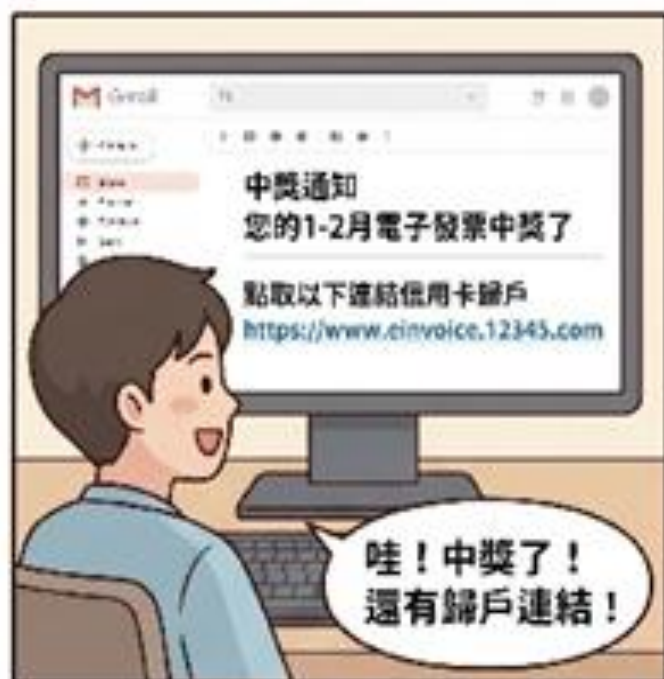 Gmail
中獎通知
您的1-2月電子發票中獎了
點取以下連結信用卡歸戶
https://www.einvoice.12345.com
哇！中獎了！
還有歸戶連結！